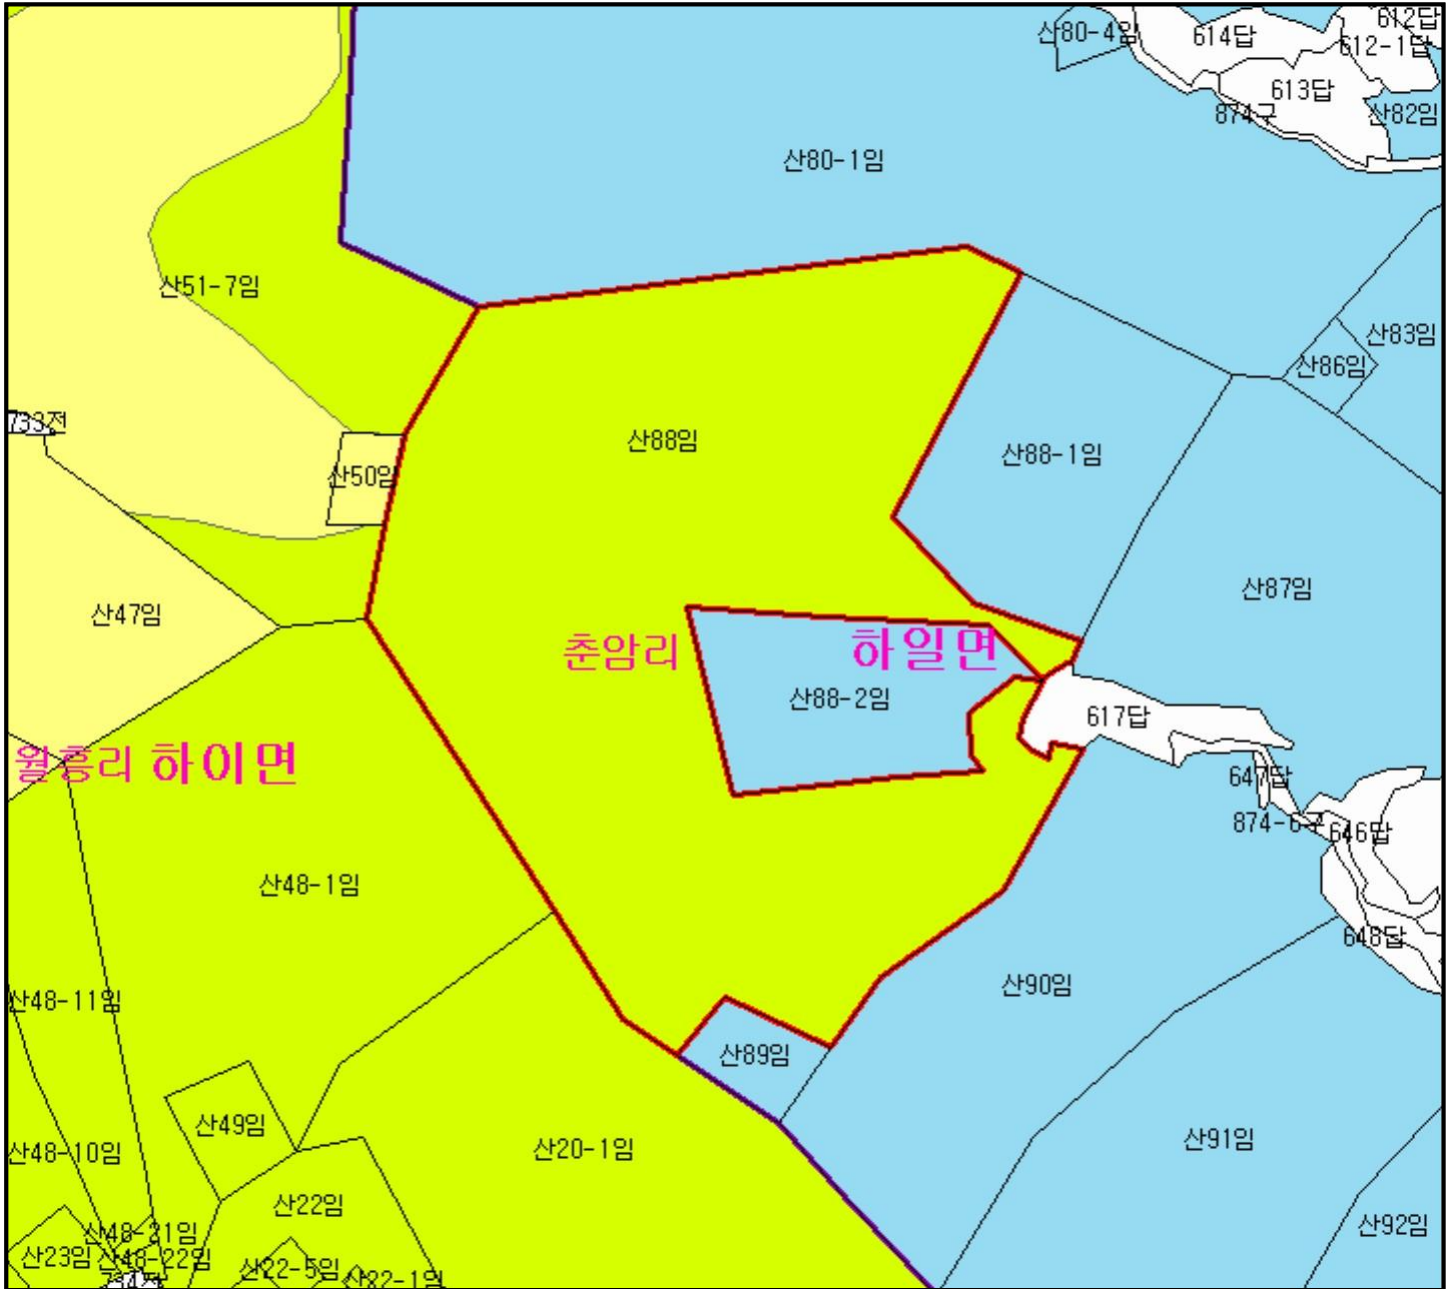 612답
산80-4임
614답
612-1답
613답
874구
산82임
산80-1임
산51-7임
산83임
산86임
733전
산88임
산88-1임
산50임
산87임
산47임
춘암리
하일면
산88-2임
617답
월흥리 하이면
647답
874-6구
646답
산48-1임
648답
산90임
산48-11임
산89임
산49임
산91임
산20-1임
산48-10임
산22임
산92임
산48-21임
산23임
산48-22임
산22-5임
산22-1임